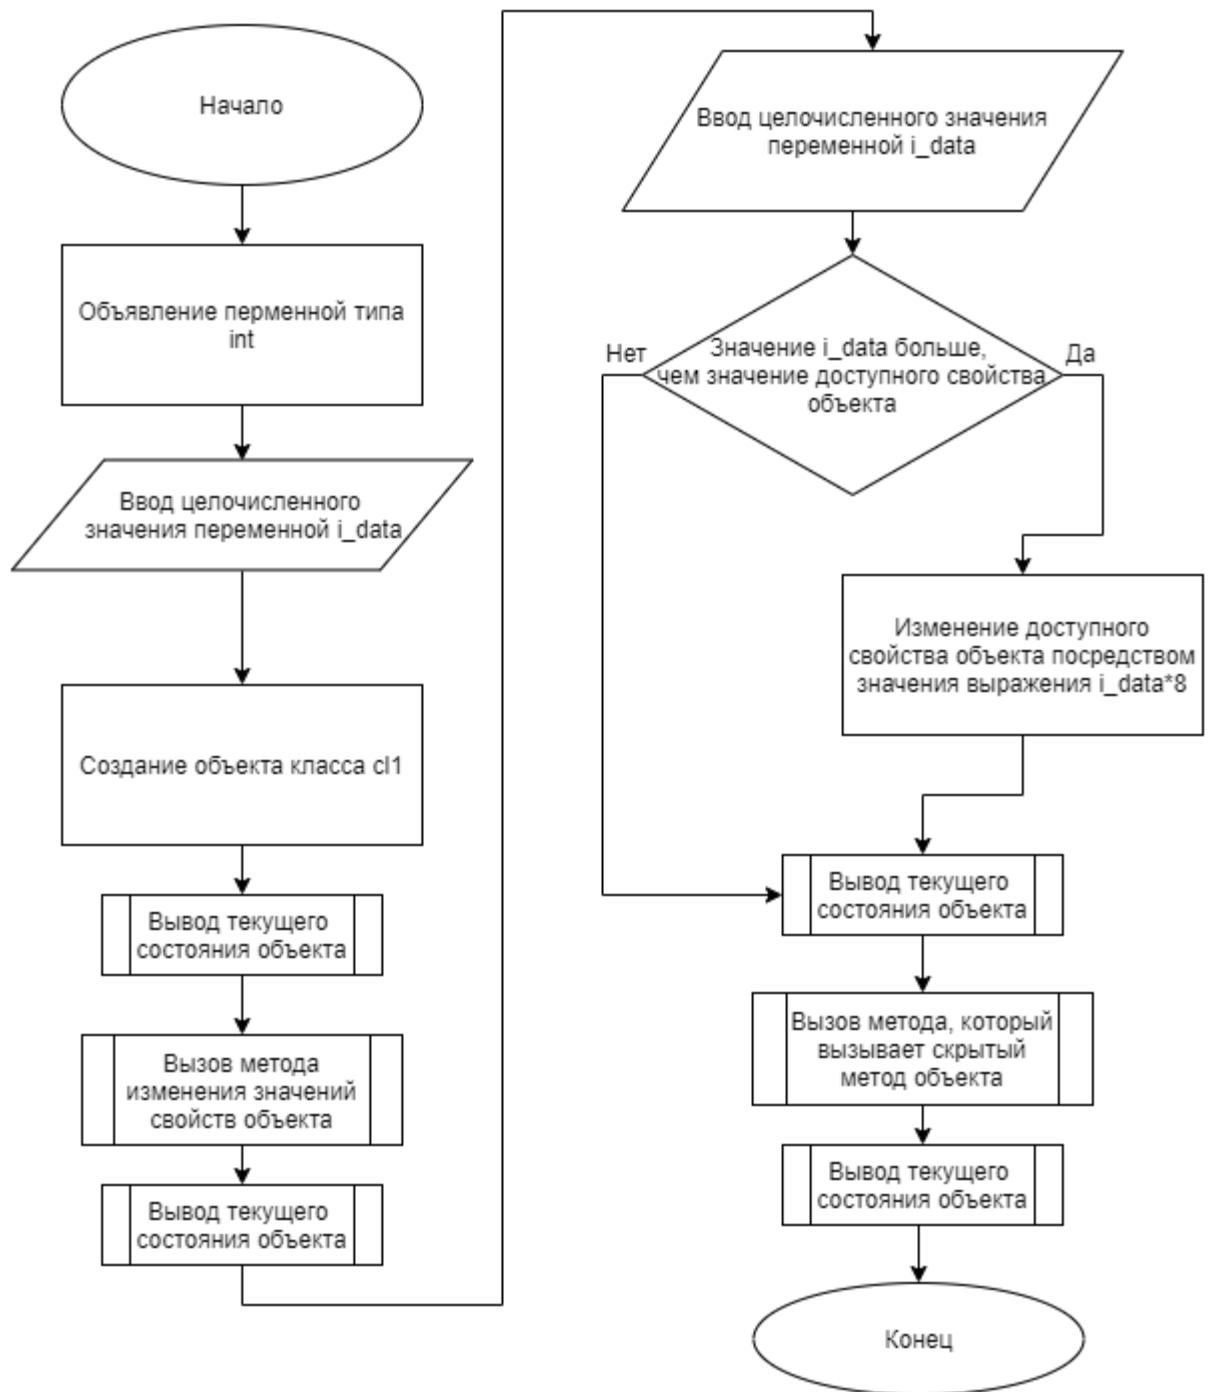 Начало
Объявление перменной типа
int
Ввод целочисленного
значения переменной i_data
Создание объекта класса cl1
Вывод текущего
состояния объекта
Вызов метода
изменения значений
свойств объекта
Вывод текущего
состояния объекта
Ввод целочисленного значения
переменной i_data
Нет
Значение i_data больше,
чем значение доступного свойства
объекта
Да
Изменение доступного
свойства объекта посредством
значения выражения i_data*8
Вывод текущего
состояния объекта
Вызов метода, который
вызывает скрытый
метод объекта
Вывод текущего
состояния объекта
Конец